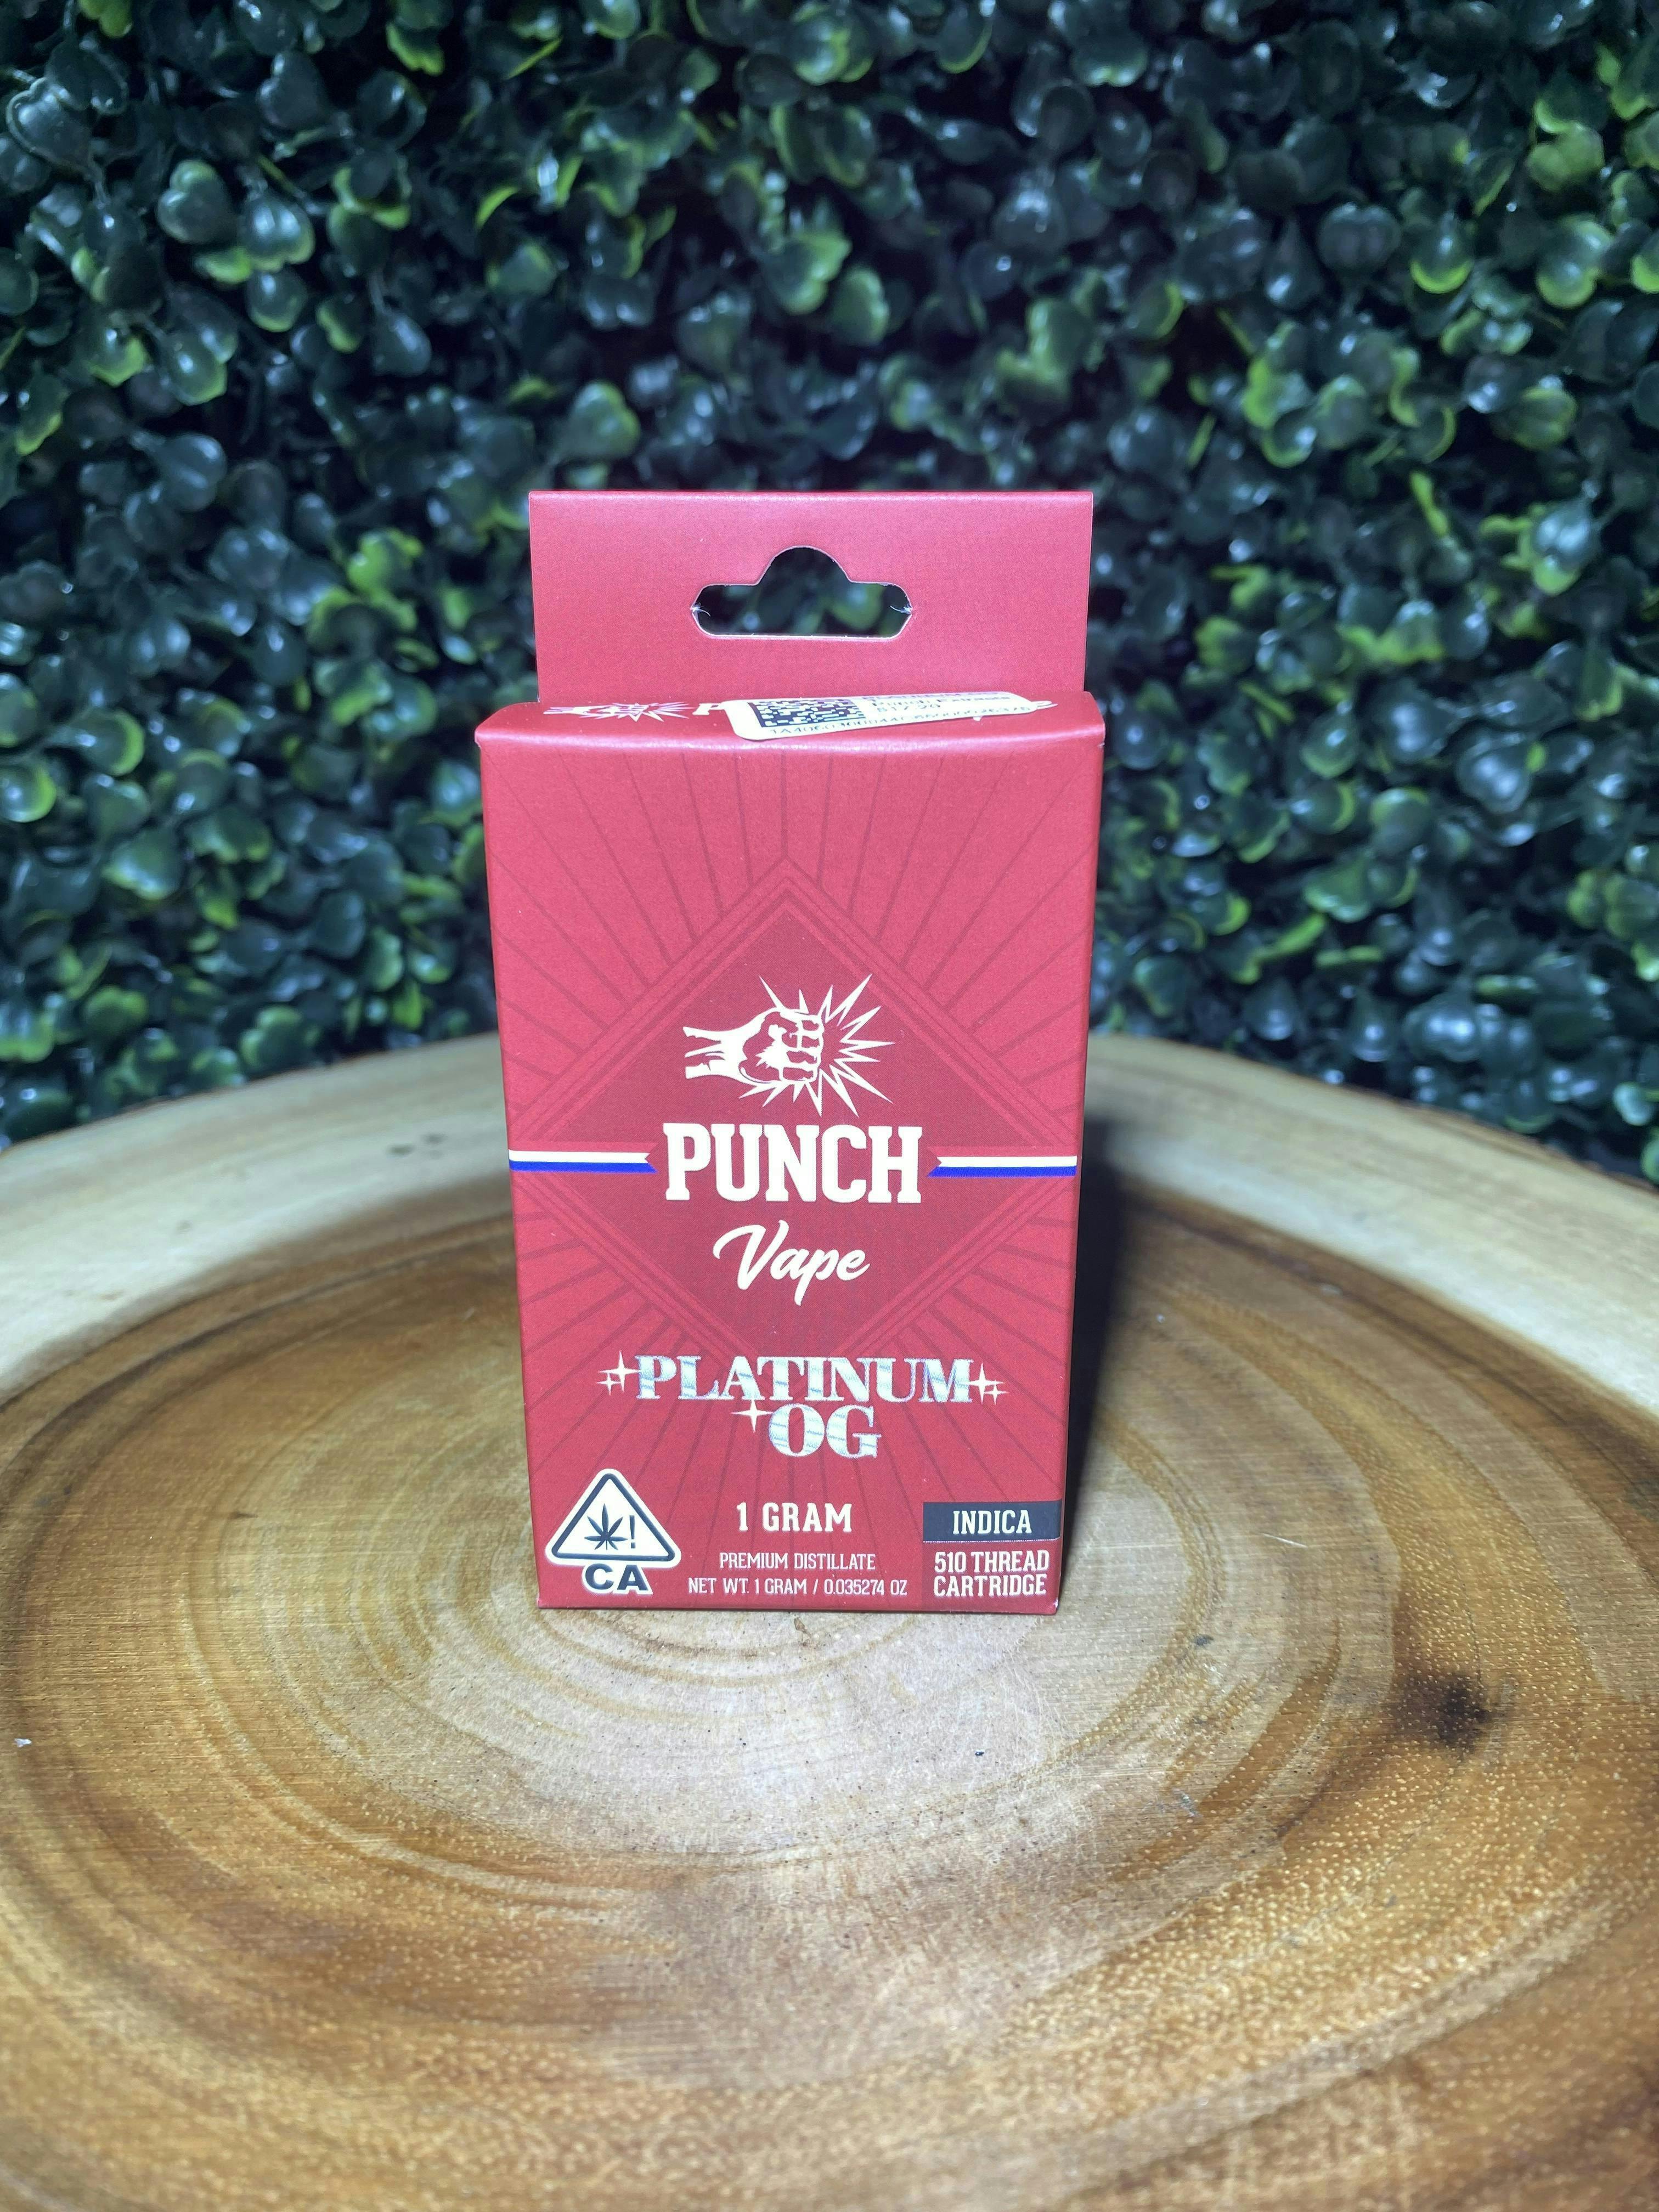 PUNCH
Vape
PLATINUM
OG
1 GRAM
PREMIUM DISTILLATE
NET WT. 1 GRAM / 0.035274 OZ
CA
INDICA
510 THREAD
CARTRIDGE